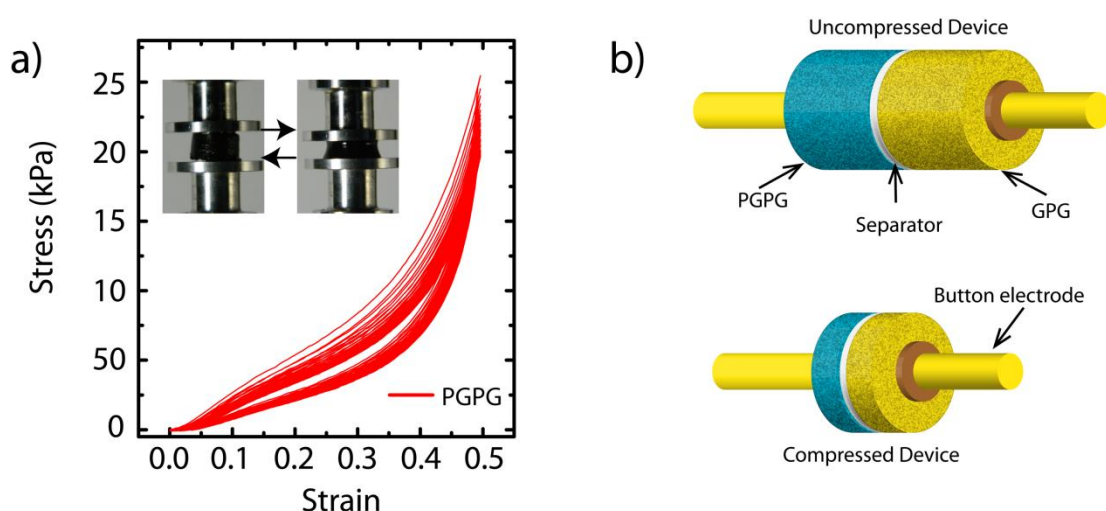 a)
25
20
15
10
50
0
Stress (kPa)
PGPG
0.0 0.1 0.2 0.3 0.4 0.5
Strain
b)
Uncompressed Device
PGPG
Separator
GPG
Button electrode
Compressed Device